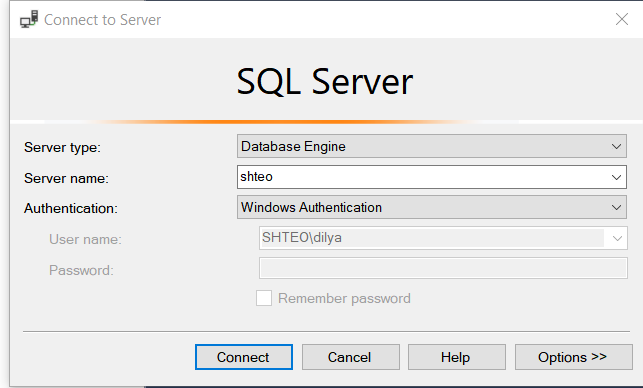 Connect to Server
SQL Server
Server type: Database Engine
Server name: shteo
Authentication: Windows Authentication
User name: SHTEO\dilya
Password:
Remember password
Connect Cancel Help Options >>